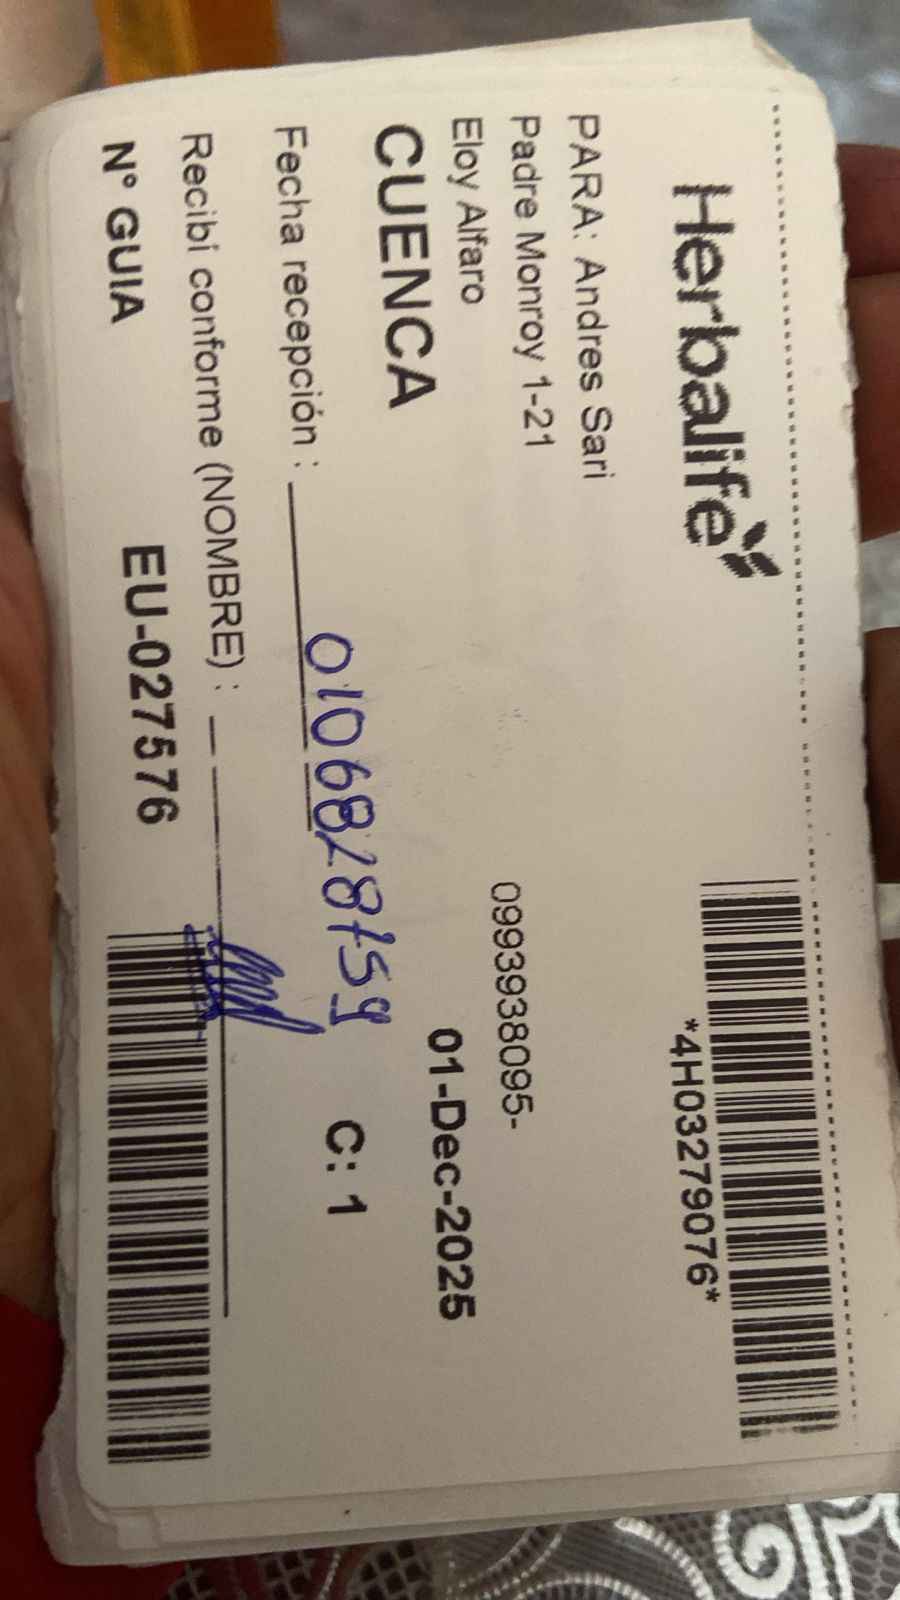 Herbalife
*4H03279076*
PARA: Andres Sari
Padre Monroy 1-21
0993938095-
Eloy Alfaro
CUENCA
01-Dec-2025
Fecha recepción :
0106828759
C: 1
Recibi conforme (NOMBRE) :
N° GUIA EU-027576